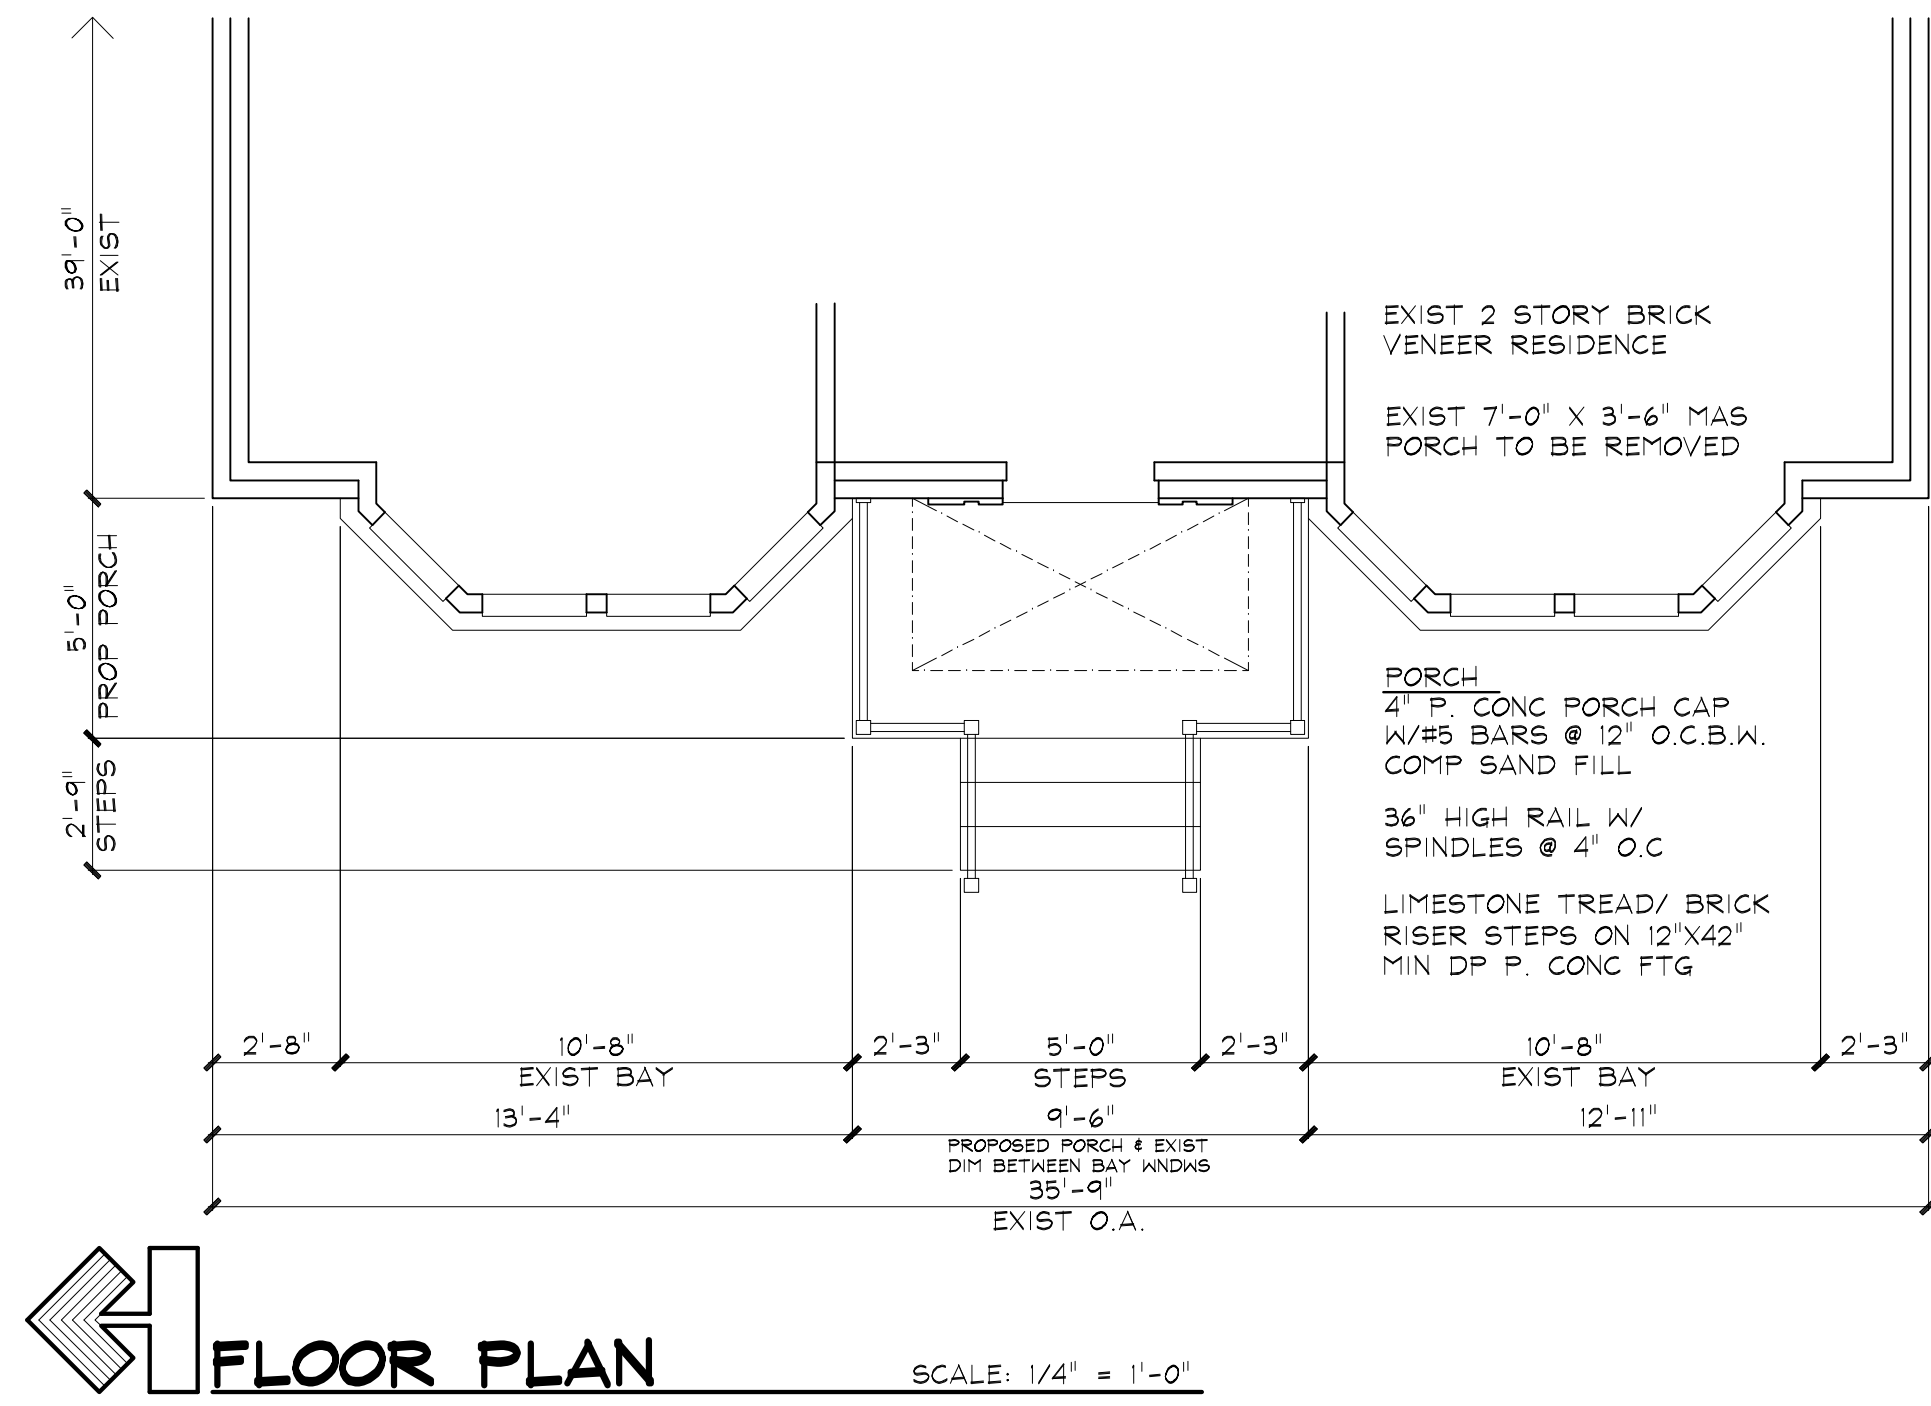 39'-0"
EXIST
EXIST 2 STORY BRICK
VENEER RESIDENCE
EXIST 7'-0" X 3'-6" MAS
PORCH TO BE REMOVED
5'-0"
PROP PORCH
2'-9"
STEPS
PORCH
4" P. CONC PORCH CAP
W/#5 BARS @ 12" O.C.B.W.
COMP SAND FILL
36" HIGH RAIL W/
SPINDLES @ 4" O.C
LIMESTONE TREAD/ BRICK
RISER STEPS ON 12"X42"
MIN DP P. CONC FTG
2'-8"
10'-8"
EXIST BAY
2'-3"
5'-0"
STEPS
2'-3"
10'-8"
EXIST BAY
2'-3"
13'-4"
9'-6"
PROPOSED PORCH & EXIST
DIM BETWEEN BAY WNDWS
12'-11"
35'-9"
EXIST O.A.
FLOOR PLAN
SCALE: 1/4" = 1'-0"